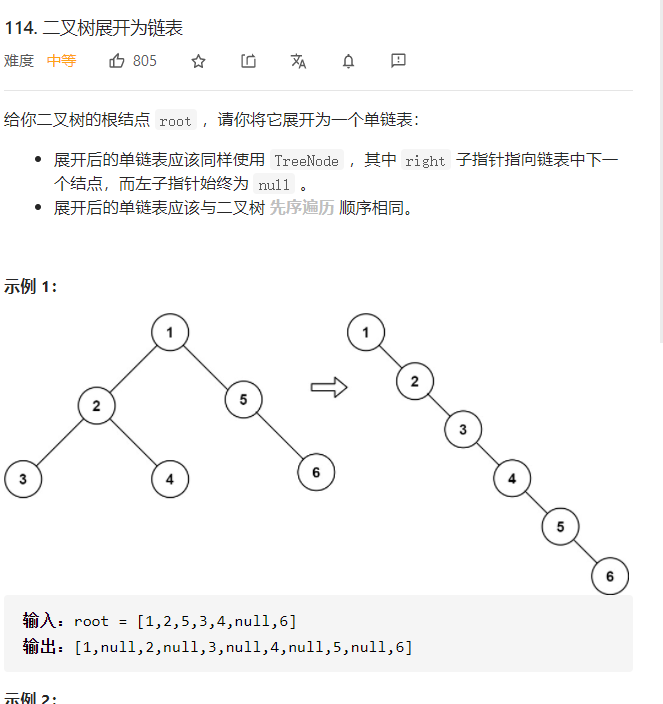 114. 二叉树展开为链表
难度 中等 805
给你二叉树的根结点 root ，请你将它展开为一个单链表：
展开后的单链表应该同样使用 TreeNode ，其中 right 子指针指向链表中下一
个结点，而左子指针始终为 null 。
展开后的单链表应该与二叉树 先序遍历 顺序相同。
示例 1：
1
2
5
3
4
6
1
2
3
4
5
6
输入：root = [1,2,5,3,4,null,6]
输出：[1,null,2,null,3,null,4,null,5,null,6]
示例 2：